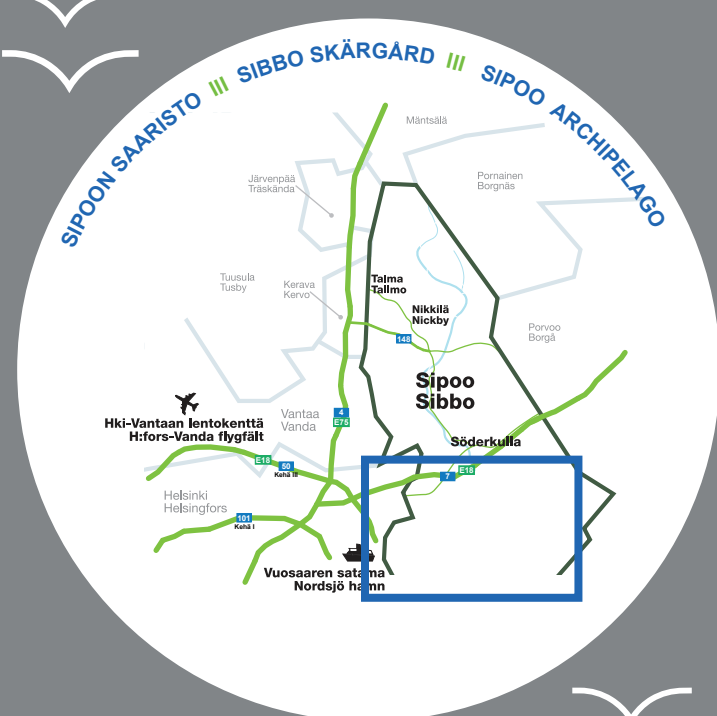 SIPOON SAARISTO III SIBBO SKÄRGÅRD III SIPOO ARCHIPELAGO
Mäntsälä
Järvenpää
Träskända
Pornainen
Borgnäs
Tuusula
Tusby
Kerava
Kervo
Talma
Tallmo
Nikkilä
Nickby
Porvoo
Borgå
148
Sipoo
Sibbo
Hki-Vantaan lentokenttä
H:fors-Vanda flygfält
Vantaa
Vanda
4
E75
Söderkulla
E18
50
Kehä III
7
E18
Helsinki
Helsingfors
101
Kehä I
Vuosaaren satama
Nordsjö hamn